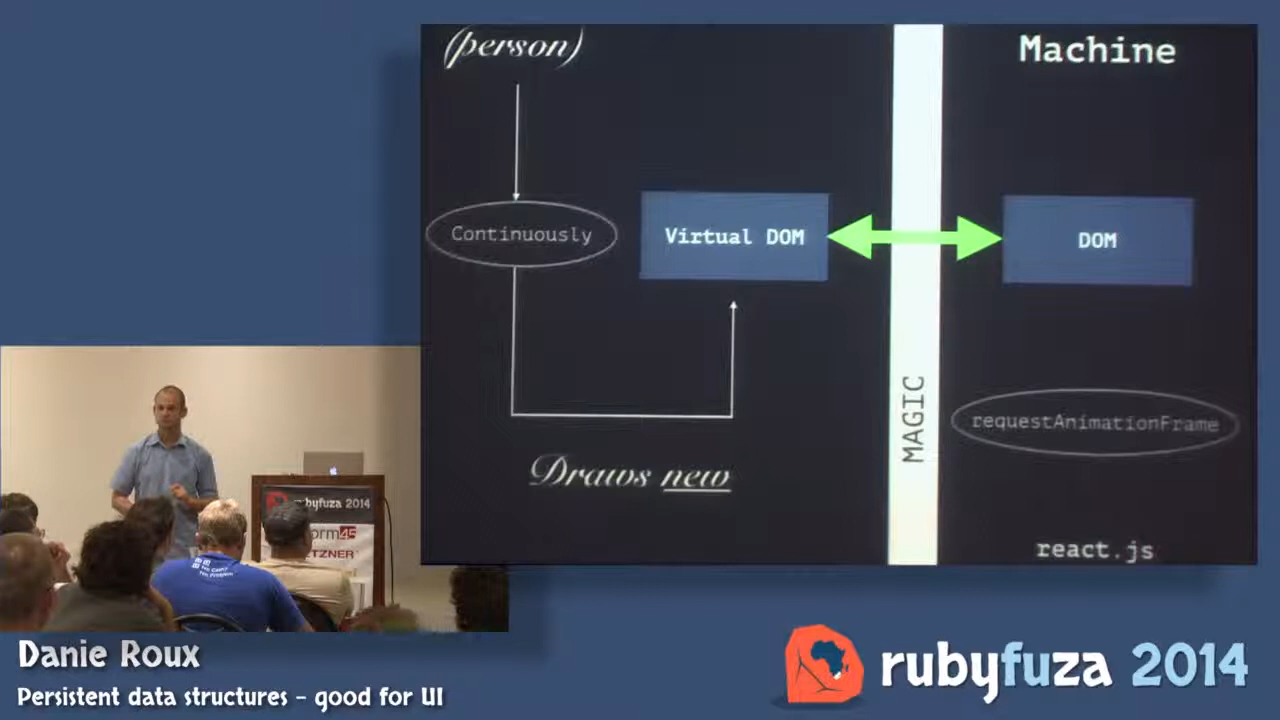 (person)
Machine
Continuously
Virtual DOM
DOM
MAGIC
requestAnimationFrame
Draws new
react.js
rubyfuza 2014
Danie Roux
Persistent data structures - good for UI
rubyfuza 2014